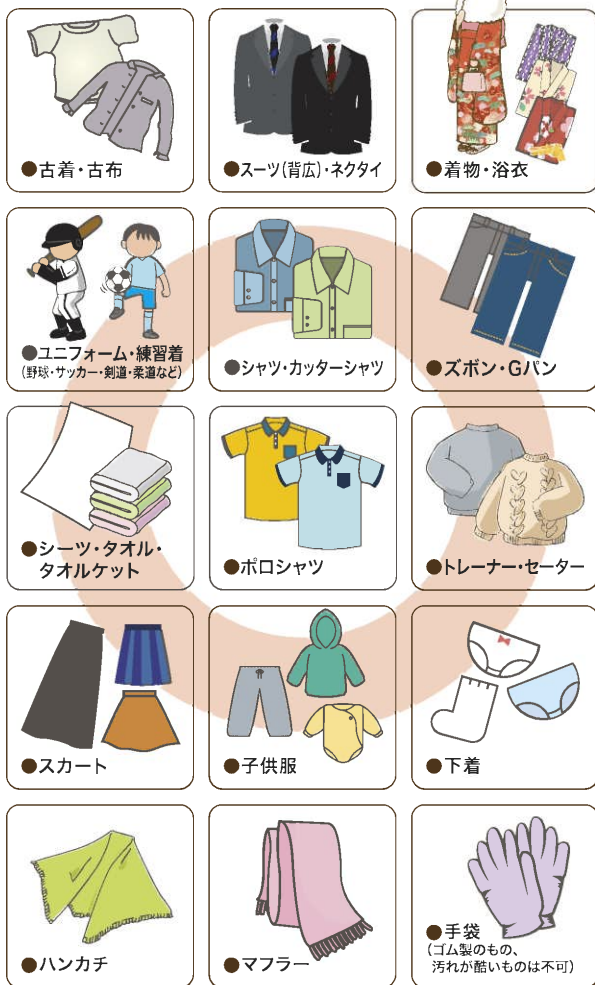 ●古着・古布
●スーツ(背広)・ネクタイ
●着物・浴衣
●ユニフォーム・練習着
(野球・サッカー・剣道・柔道など)
●シャツ・カッターシャツ
●ズボン・Gパン
●シーツ・タオル・
タオルケット
●ポロシャツ
●トレーナー・セーター
●スカート
●子供服
●下着
●ハンカチ
●マフラー
●手袋
(ゴム製のもの、
汚れが酷いものは不可)